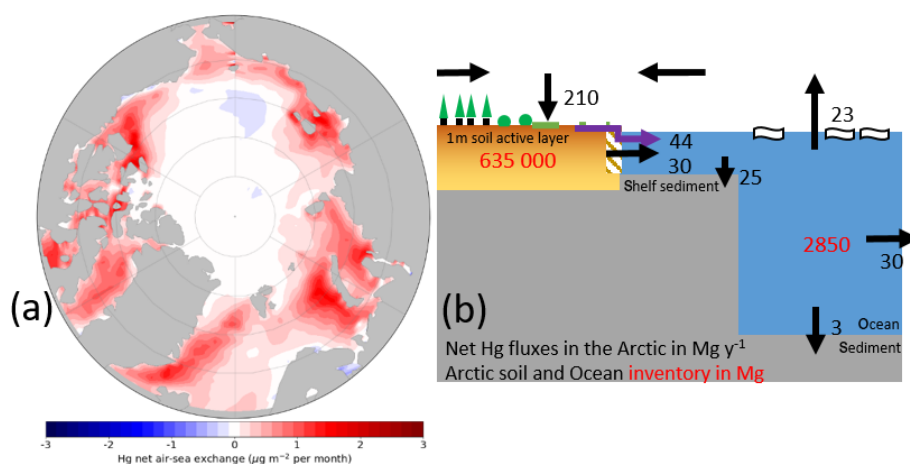 (a)
-3
-2
-1
0
1
2
3
Hg net air-sea exchange (μg m⁻² per month)
210
23
1m soil active layer
635 000
44
30
Shelf sediment
25
2850
30
3
Ocean
Sediment
(b)
Net Hg fluxes in the Arctic in Mg y⁻¹
Arctic soil and Ocean inventory in Mg